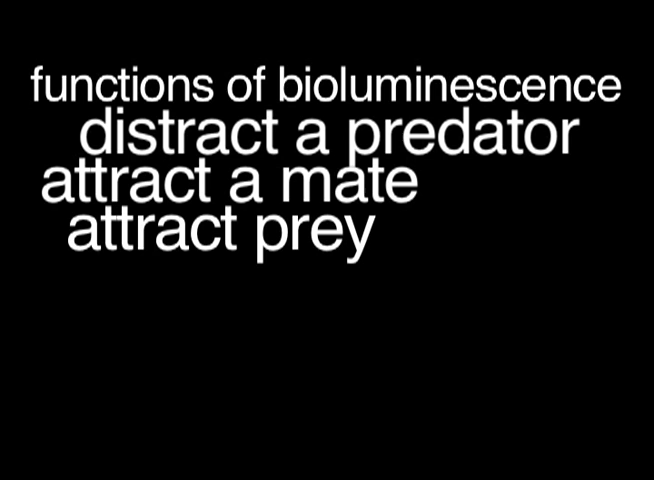 functions of bioluminescence
distract a predator
attract a mate
attract prey